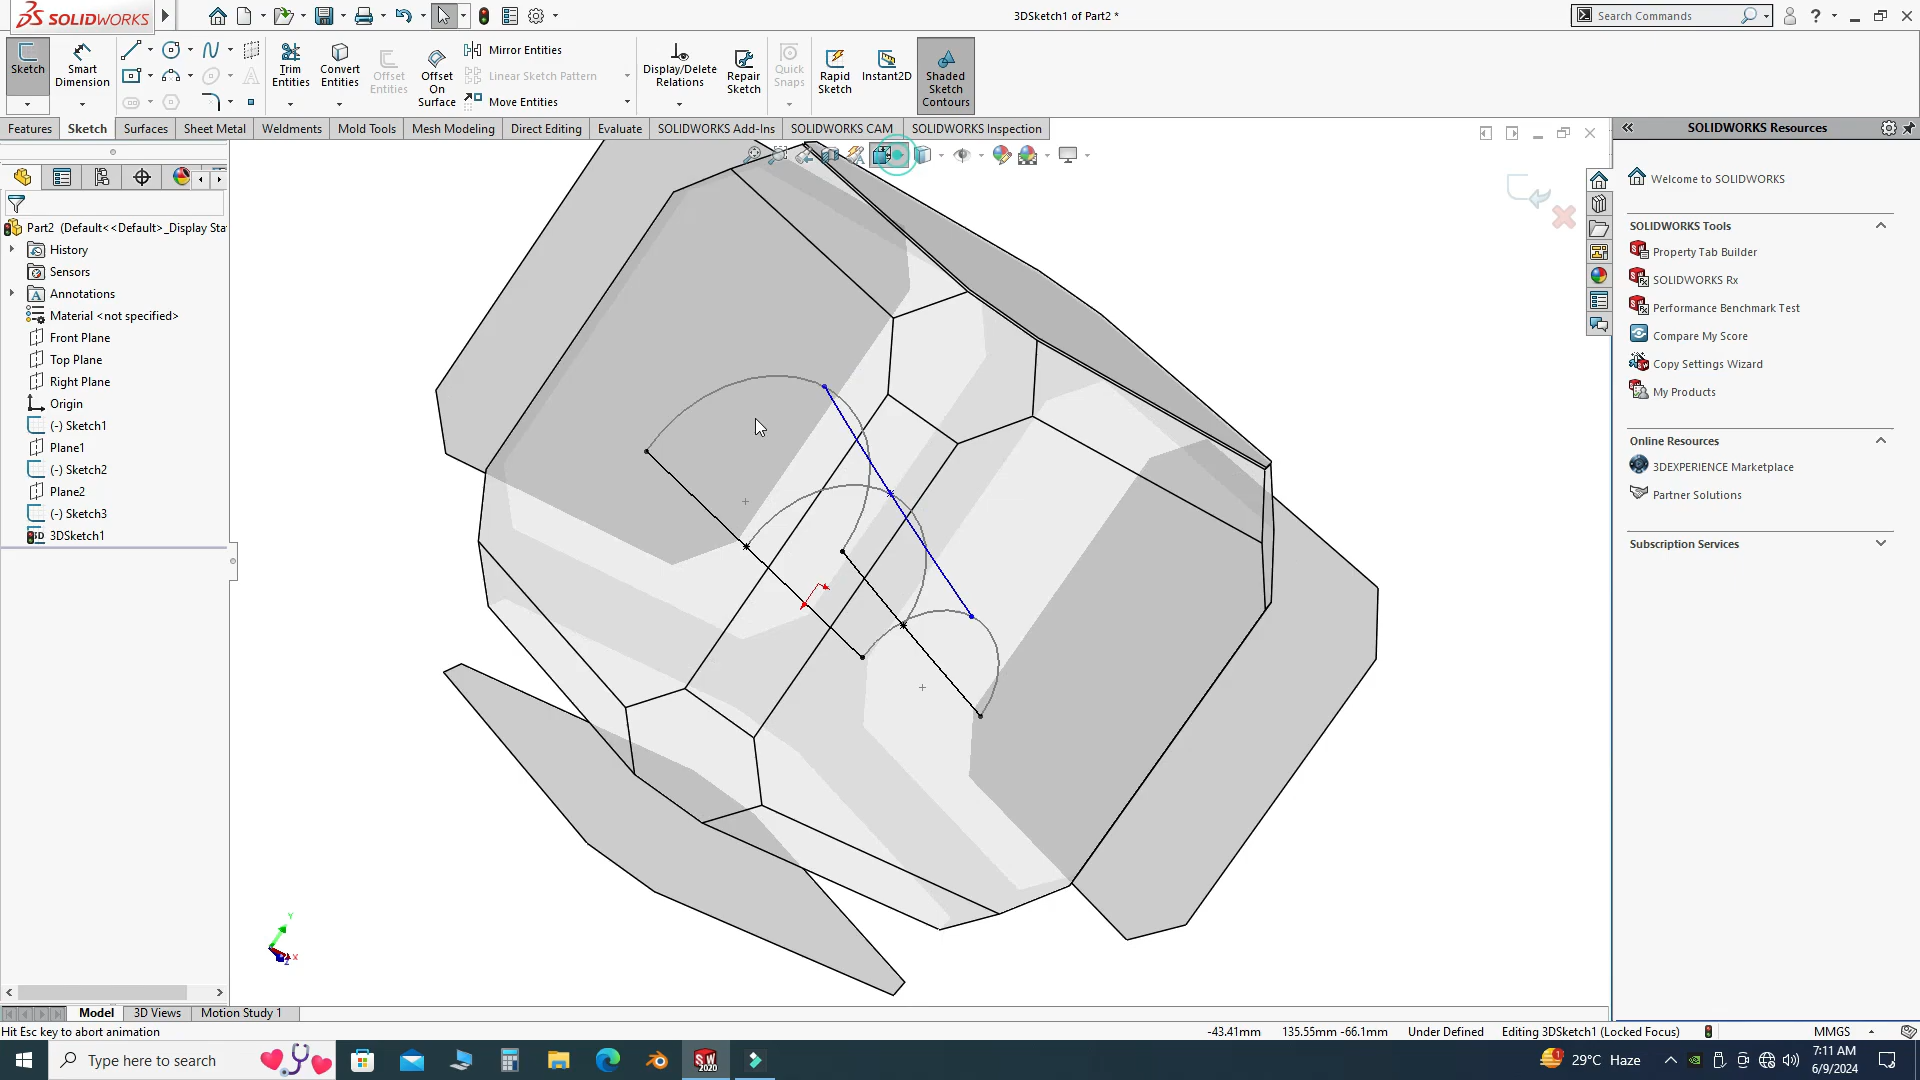 SOLIDWORKS
3DSketch1 of Part2 *
Search Commands
Sketch
Smart Dimension
Trim Entities
Convert Entities
Offset Entities
Offset On Surface
Mirror Entities
Linear Sketch Pattern
Move Entities
Display/Delete Relations
Repair Sketch
Quick Snaps
Rapid Sketch
Instant2D
Shaded Sketch Contours
Features
Sketch
Surfaces
Sheet Metal
Weldments
Mold Tools
Mesh Modeling
Direct Editing
Evaluate
SOLIDWORKS Add-Ins
SOLIDWORKS CAM
SOLIDWORKS Inspection
SOLIDWORKS Resources
Part2 (Default<<Default>_Display Sta
History
Sensors
Annotations
Material <not specified>
Front Plane
Top Plane
Right Plane
Origin
(-) Sketch1
Plane1
(-) Sketch2
Plane2
(-) Sketch3
3DSketch1
Welcome to SOLIDWORKS
SOLIDWORKS Tools
Property Tab Builder
SOLIDWORKS Rx
Performance Benchmark Test
Compare My Score
Copy Settings Wizard
My Products
Online Resources
3DEXPERIENCE Marketplace
Partner Solutions
Subscription Services
Y
X
Z
Model
3D Views
Motion Study 1
Hit Esc key to abort animation
-43.41mm
135.55mm -66.1mm
Under Defined
Editing 3DSketch1 (Locked Focus)
MMGS
Type here to search
SW
2020
1
29°C Haze
7:11 AM
6/9/2024